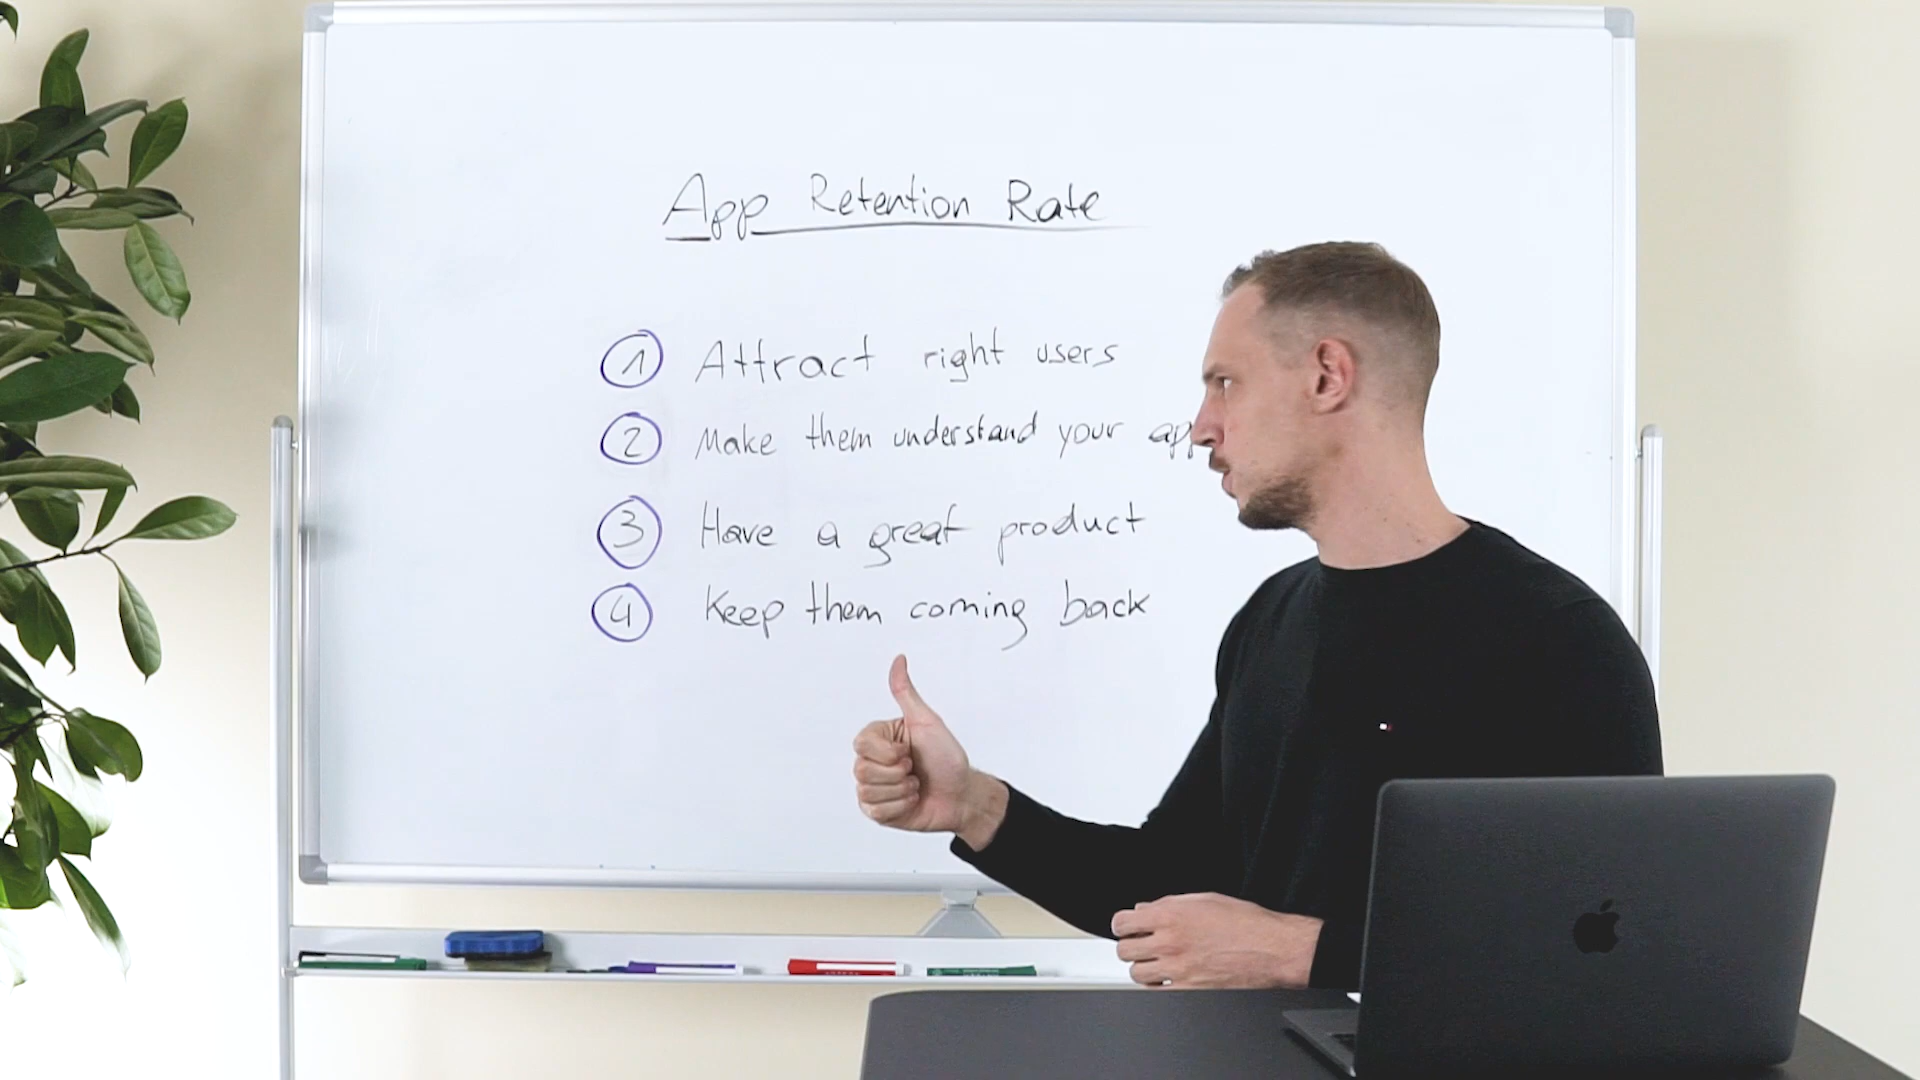 App Retention Rate
1 Attract right users
2 Make them understand your app
3 Have a great product
4 Keep them coming back